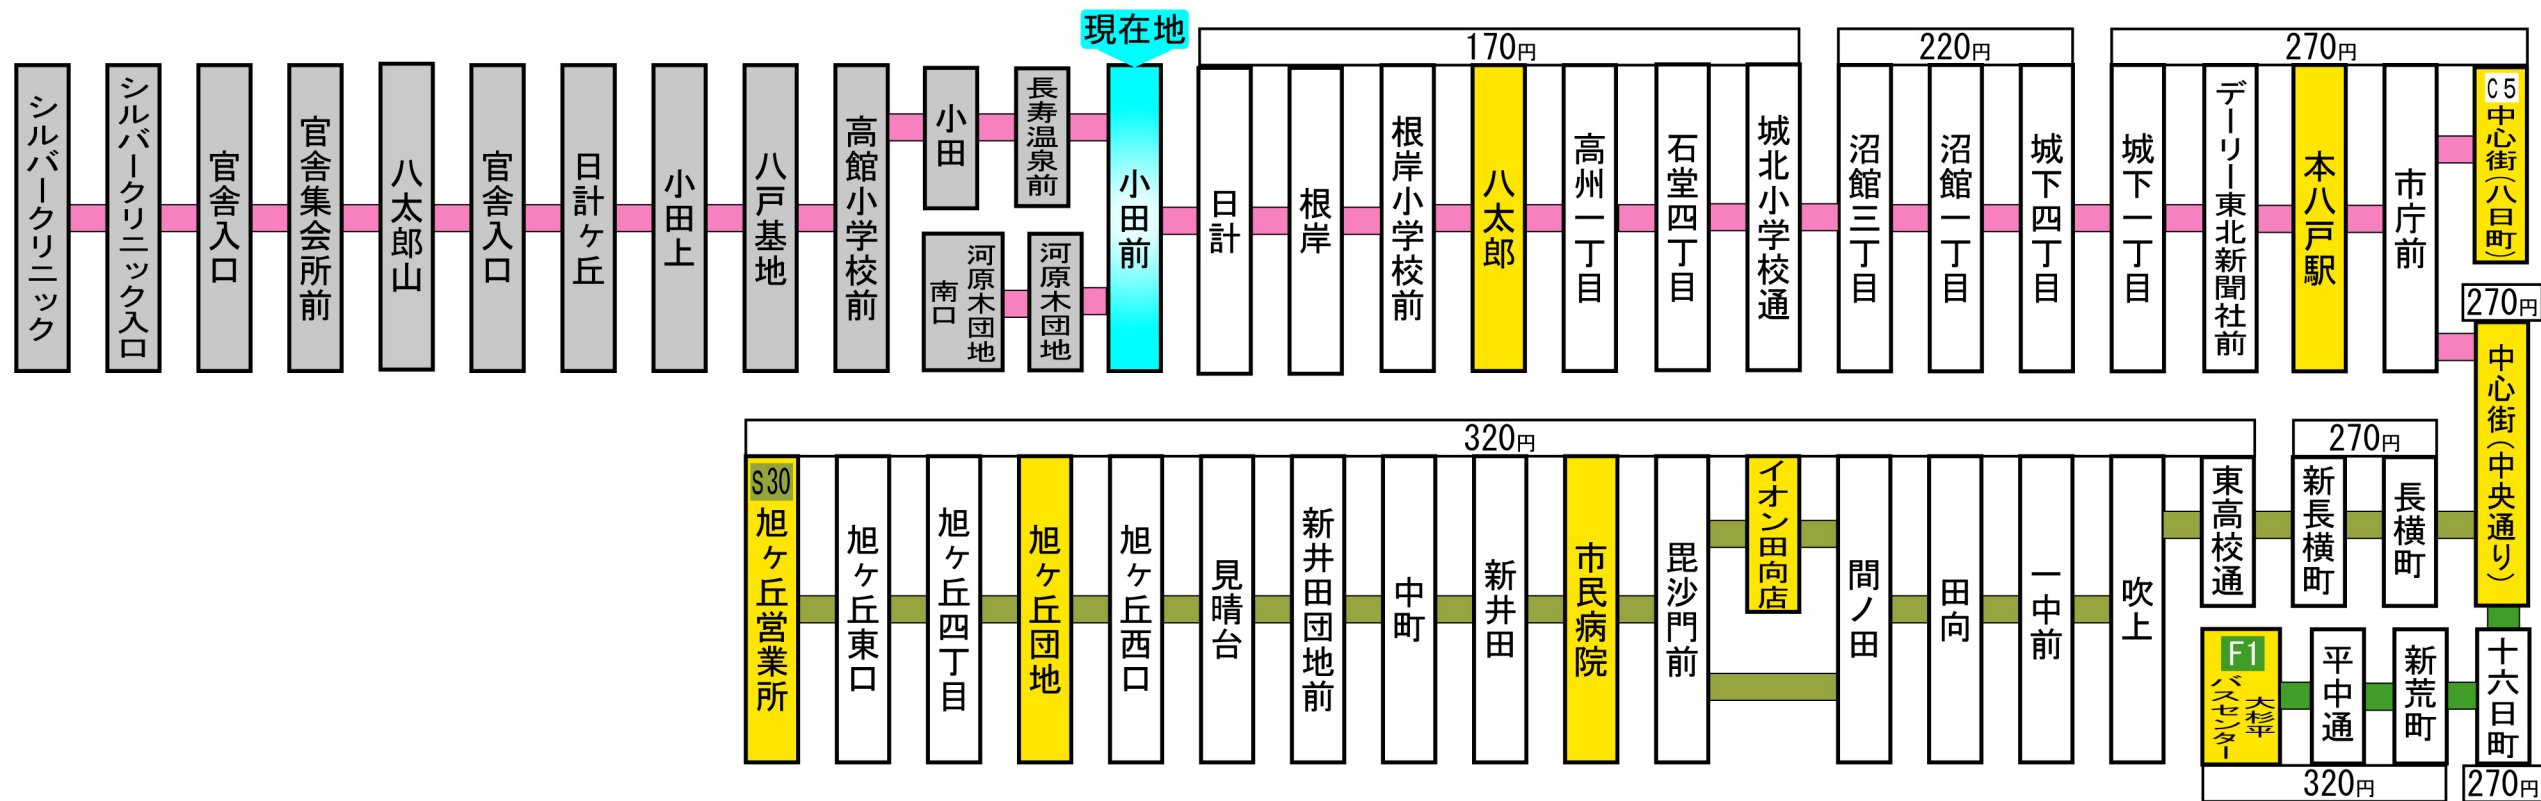 現在地
170円
220円
270円
シルバークリニック
シルバークリニック入口
官舎入口
官舎集会所前
八太郎山
官舎入口
日計ヶ丘
小田上
八戸基地
高館小学校前
小田
長寿温泉前
河原木団地
南口
河原木団地
小田前
日計
根岸
根岸小学校前
八太郎
高州一丁目
石堂四丁目
城北小学校通
沼館三丁目
沼館一丁目
城下四丁目
城下一丁目
デーリー東北新聞社前
本八戸駅
市庁前
C5
中心街(八日町)
270円
中心街(中央通り)
320円
270円
S30
旭ヶ丘営業所
旭ヶ丘東口
旭ヶ丘四丁目
旭ヶ丘団地
旭ヶ丘西口
見晴台
新井田団地前
中町
新井田
市民病院
毘沙門前
イオン田向店
間ノ田
田向
一中前
吹上
東高校通
新長横町
長横町
F1
大杉平
バスセンター
平中通
新荒町
十六日町
320円
270円